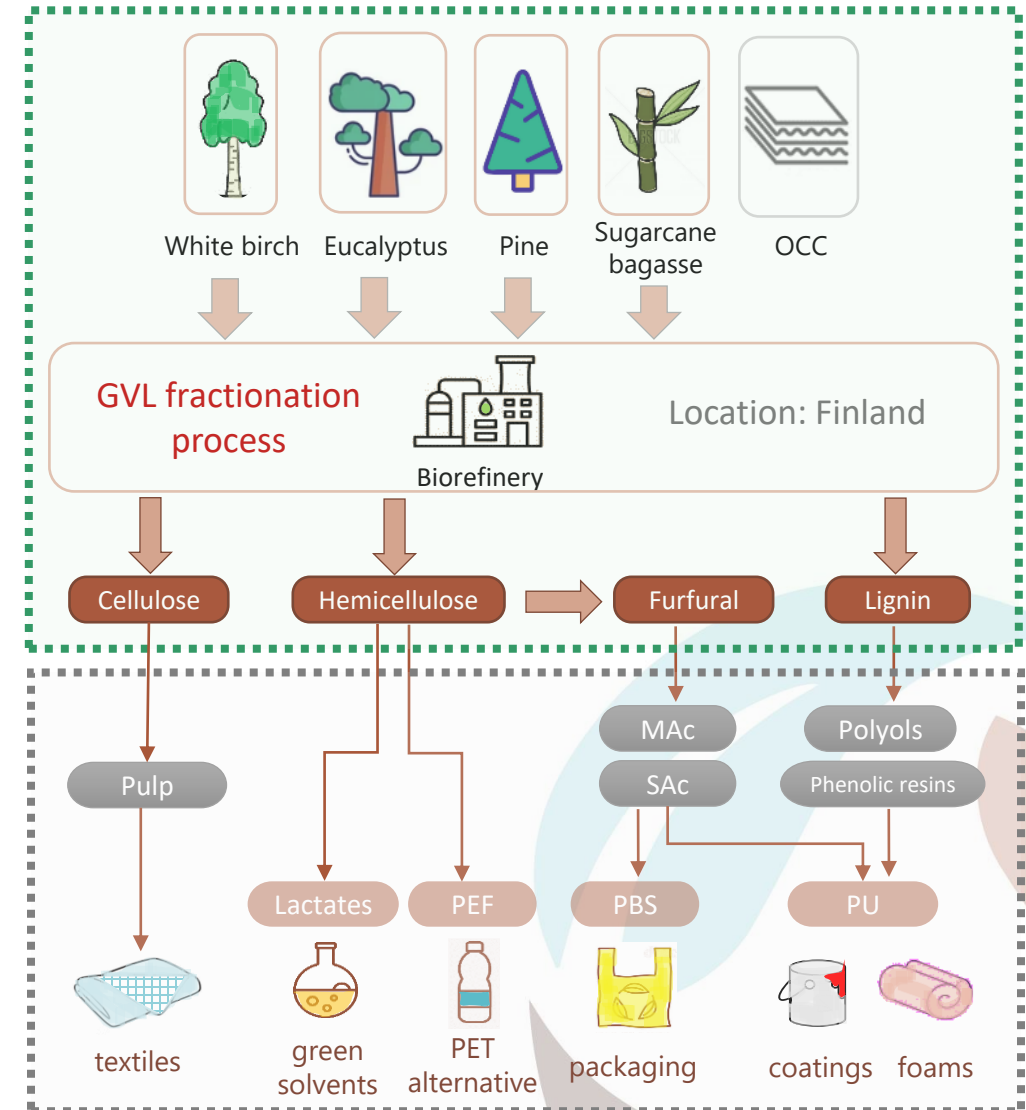 White birch
Eucalyptus
Pine
Sugarcane
bagasse
OCC
GVL fractionation
process
Biorefinery
Location: Finland
Cellulose
Hemicellulose
Furfural
Lignin
Pulp
MAc
SAc
Polyols
Phenolic resins
Lactates
PEF
PBS
PU
textiles
green
solvents
PET
alternative
packaging
coatings
foams